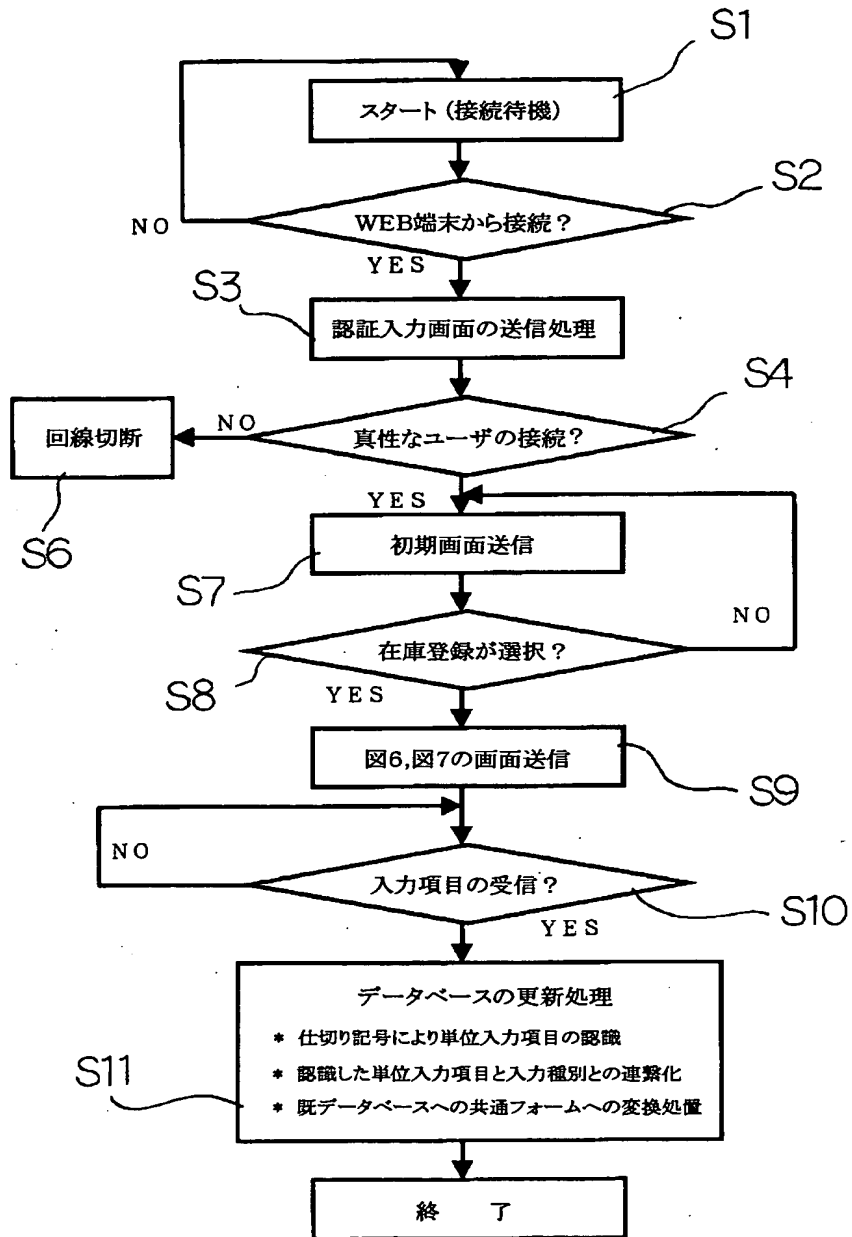 S1
スタート(接続待機)
S2
WEB端末から接続?
NO
YES
S3
認証入力画面の送信処理
S4
真性なユーザの接続?
NO
回線切断
S6
YES
初期画面送信
S7
NO
在庫登録が選択?
S8
YES
図6,図7の画面送信
S9
NO
入力項目の受信?
S10
YES
データベースの更新処理
* 仕切り記号により単位入力項目の認識
* 認識した単位入力項目と入力種別との連繋化
* 既データベースへの共通フォームへの変換処置
S11
終 了